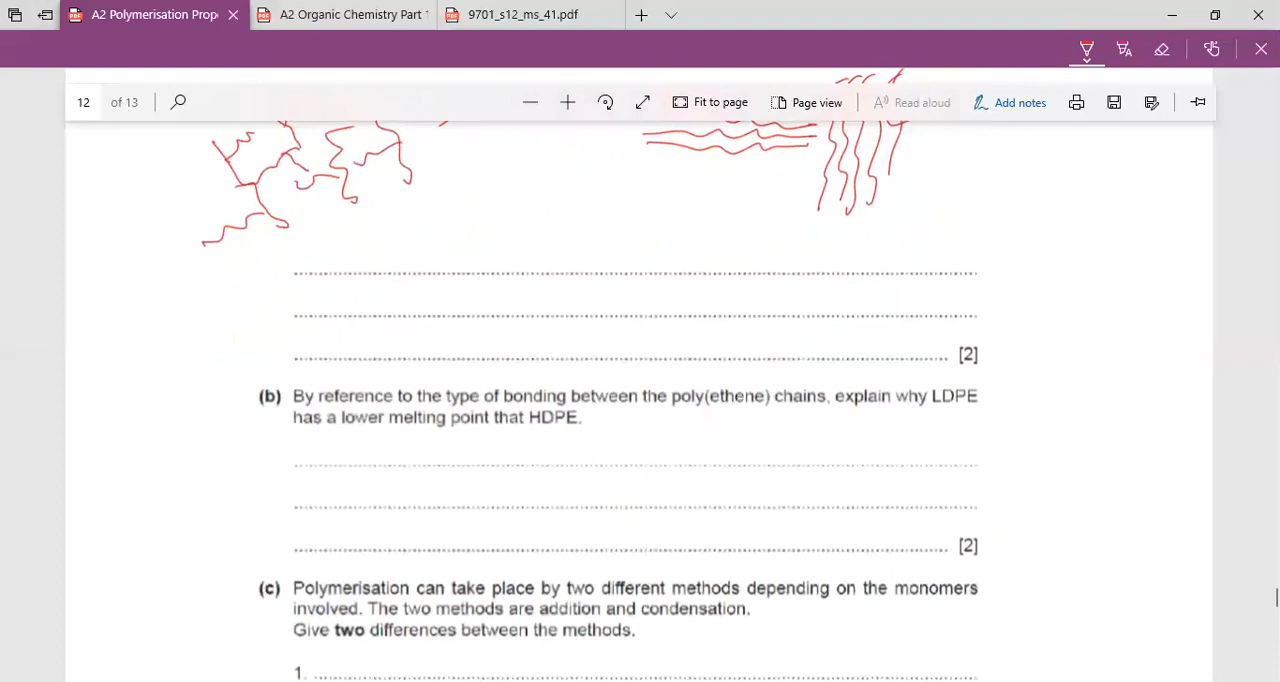 A2 Polymerisation Prop
A2 Organic Chemistry Part 1
9701_s12_ms_41.pdf
12 of 13
Fit to page
Page view
Read aloud
Add notes
[2]
(b) By reference to the type of bonding between the poly(ethene) chains, explain why LDPE
has a lower melting point that HDPE.
[2]
(c) Polymerisation can take place by two different methods depending on the monomers
involved. The two methods are addition and condensation.
Give two differences between the methods.
1.